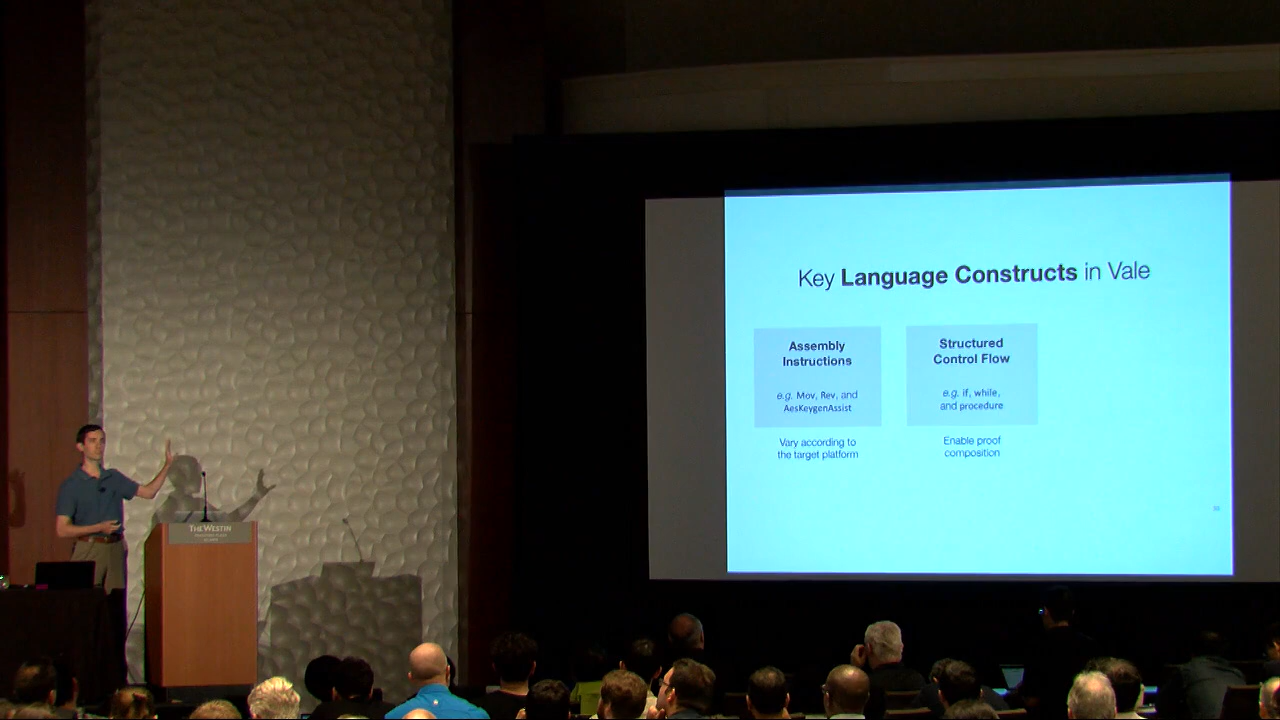 Key Language Constructs in Vale
Assembly
Instructions
e.g. Mov, Rev, and
AesKeygenAssist
Vary according to
the target platform
Structured
Control Flow
e.g. if, while,
and procedure
Enable proof
composition
THE WESTIN